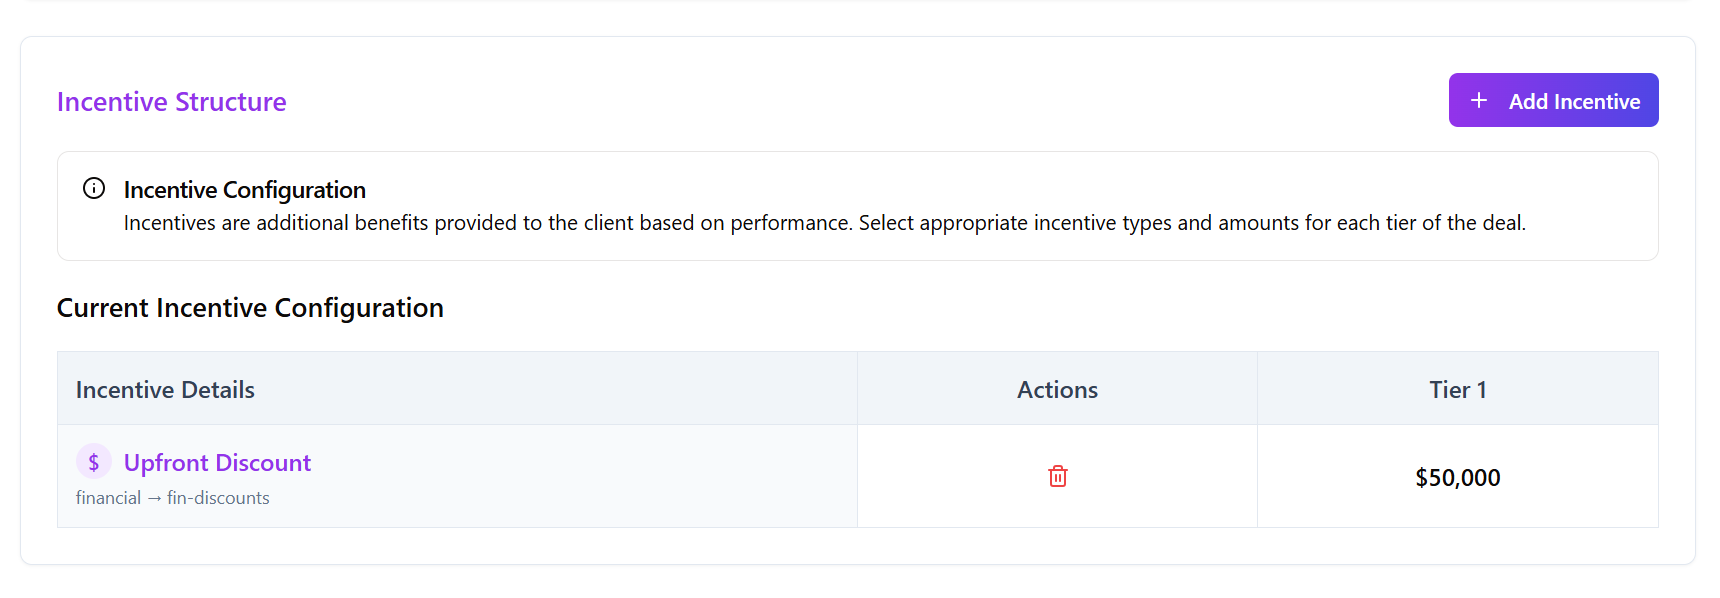 Incentive Structure
+ Add Incentive
Incentive Configuration
Incentives are additional benefits provided to the client based on performance. Select appropriate incentive types and amounts for each tier of the deal.
Current Incentive Configuration
Incentive Details
Actions
Tier 1
$ Upfront Discount
financial → fin-discounts
$50,000